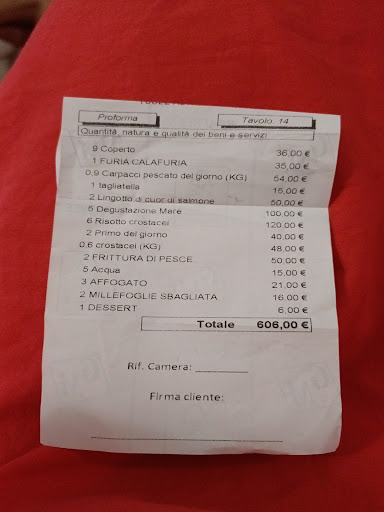 Proforma
Tavolo 14
Quantità, natura e qualità dei beni e servizi
9 Coperto 36,00 €
1 FURIA CALAFURIA 35,00 €
0,9 Carpacci pescato del giorno (KG) 54,00 €
1 tagliatella 15,00 €
2 Lingotto di cuor di salmone 50,00 €
5 Degustazione Mare 100,00 €
6 Risotto crostacei 120,00 €
2 Primo del giorno 40,00 €
0,6 crostacei (KG) 48,00 €
2 FRITTURA DI PESCE 50,00 €
5 Acqua 15,00 €
3 AFFOGATO 21,00 €
2 MILLEFOGLIE SBAGLIATA 16,00 €
1 DESSERT 6,00 €
Totale 606,00 €
Rif. Camera: ________
Firma cliente: